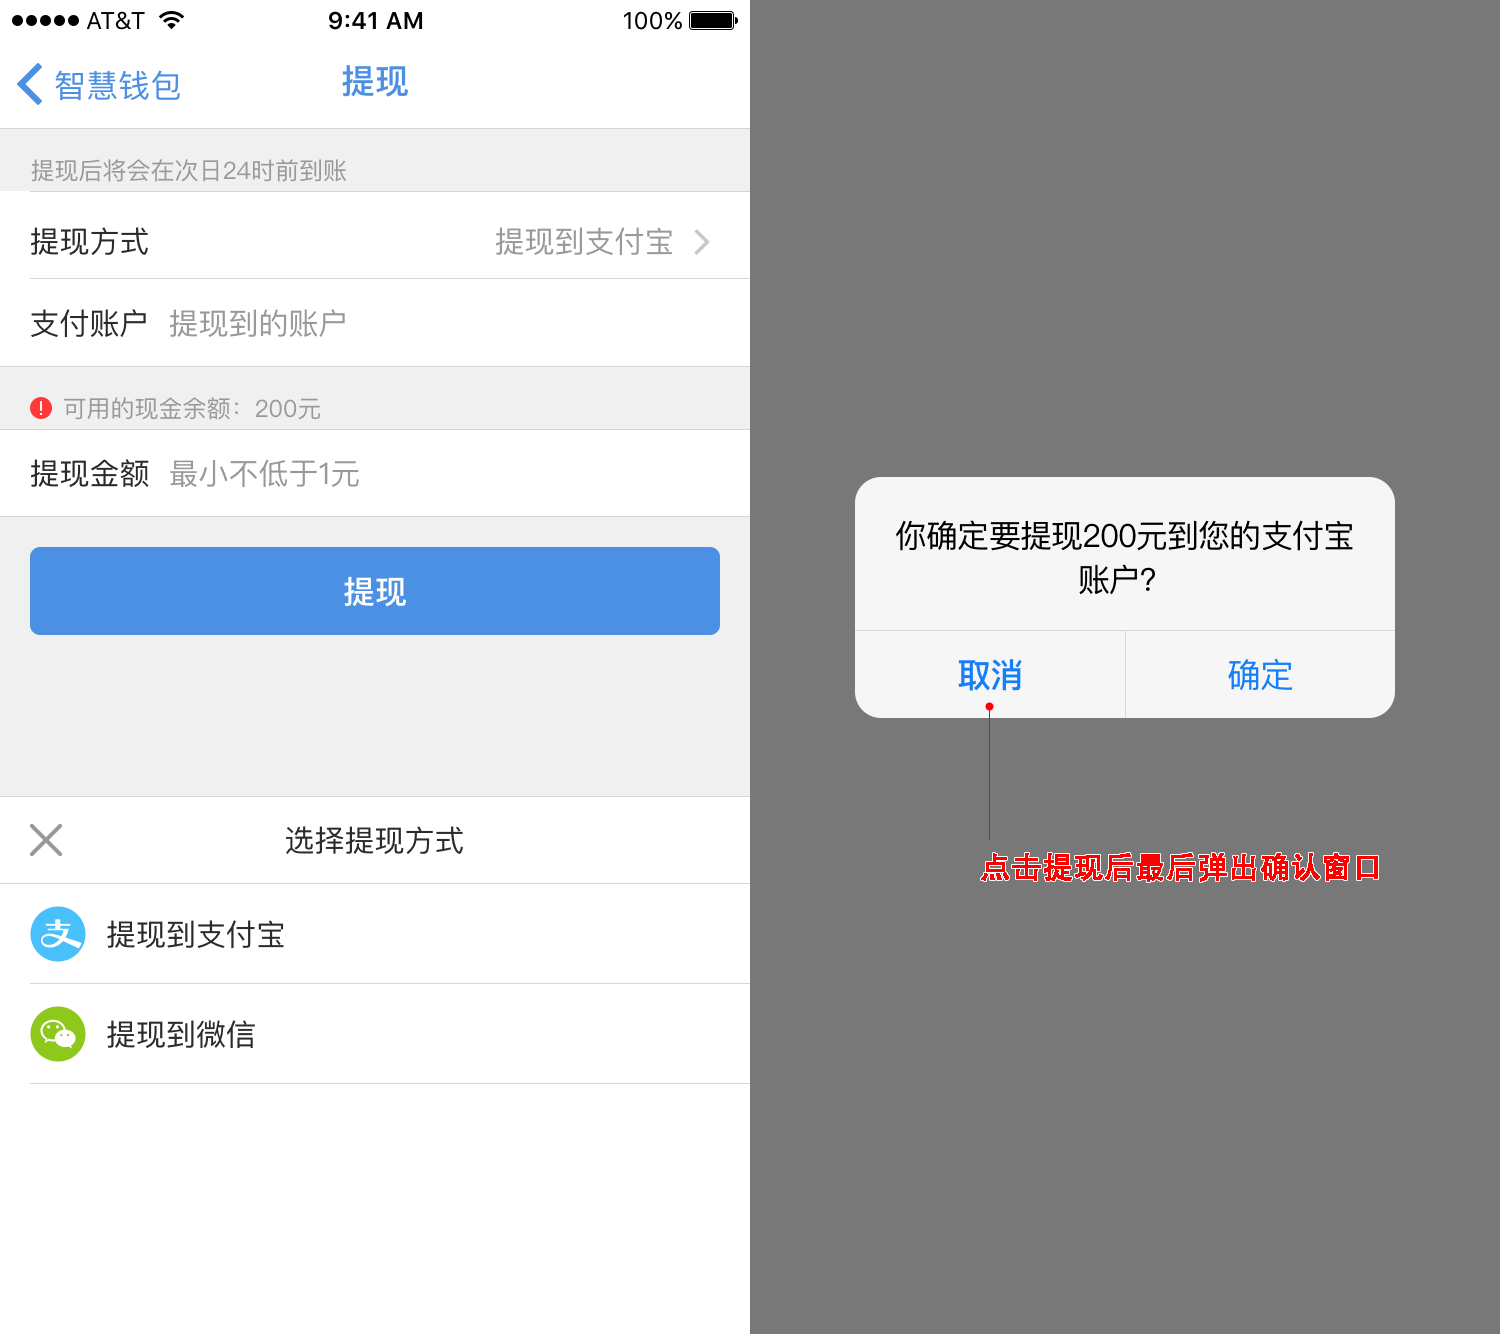 AT&T 9:41 AM 100%
智慧钱包 提现
提现后将会在次日24时前到账
提现方式 提现到支付宝
支付账户 提现到的账户
! 可用的现金余额：200元
提现金额 最小不低于1元
提现
选择提现方式
支 提现到支付宝
提现到微信
你确定要提现200元到您的支付宝
账户?
取消 确定
点击提现后最后弹出确认窗口